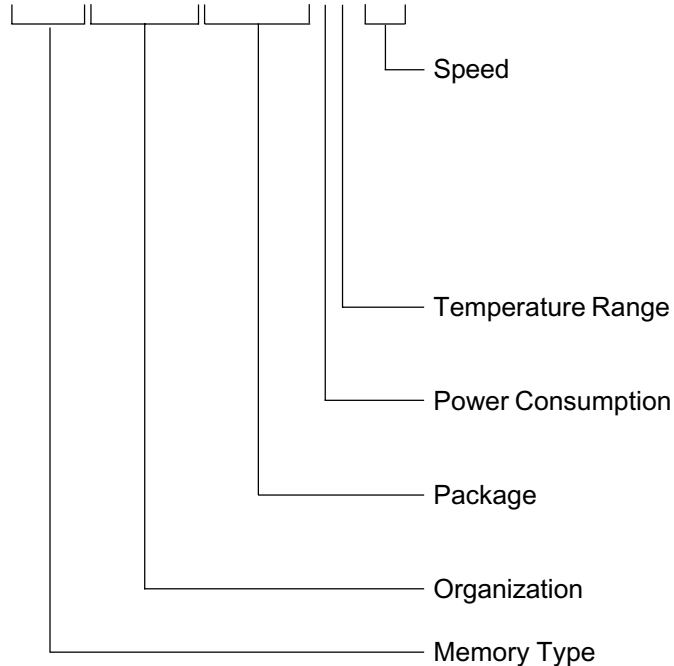 Speed
Temperature Range
Power Consumption
Package
Organization
Memory Type